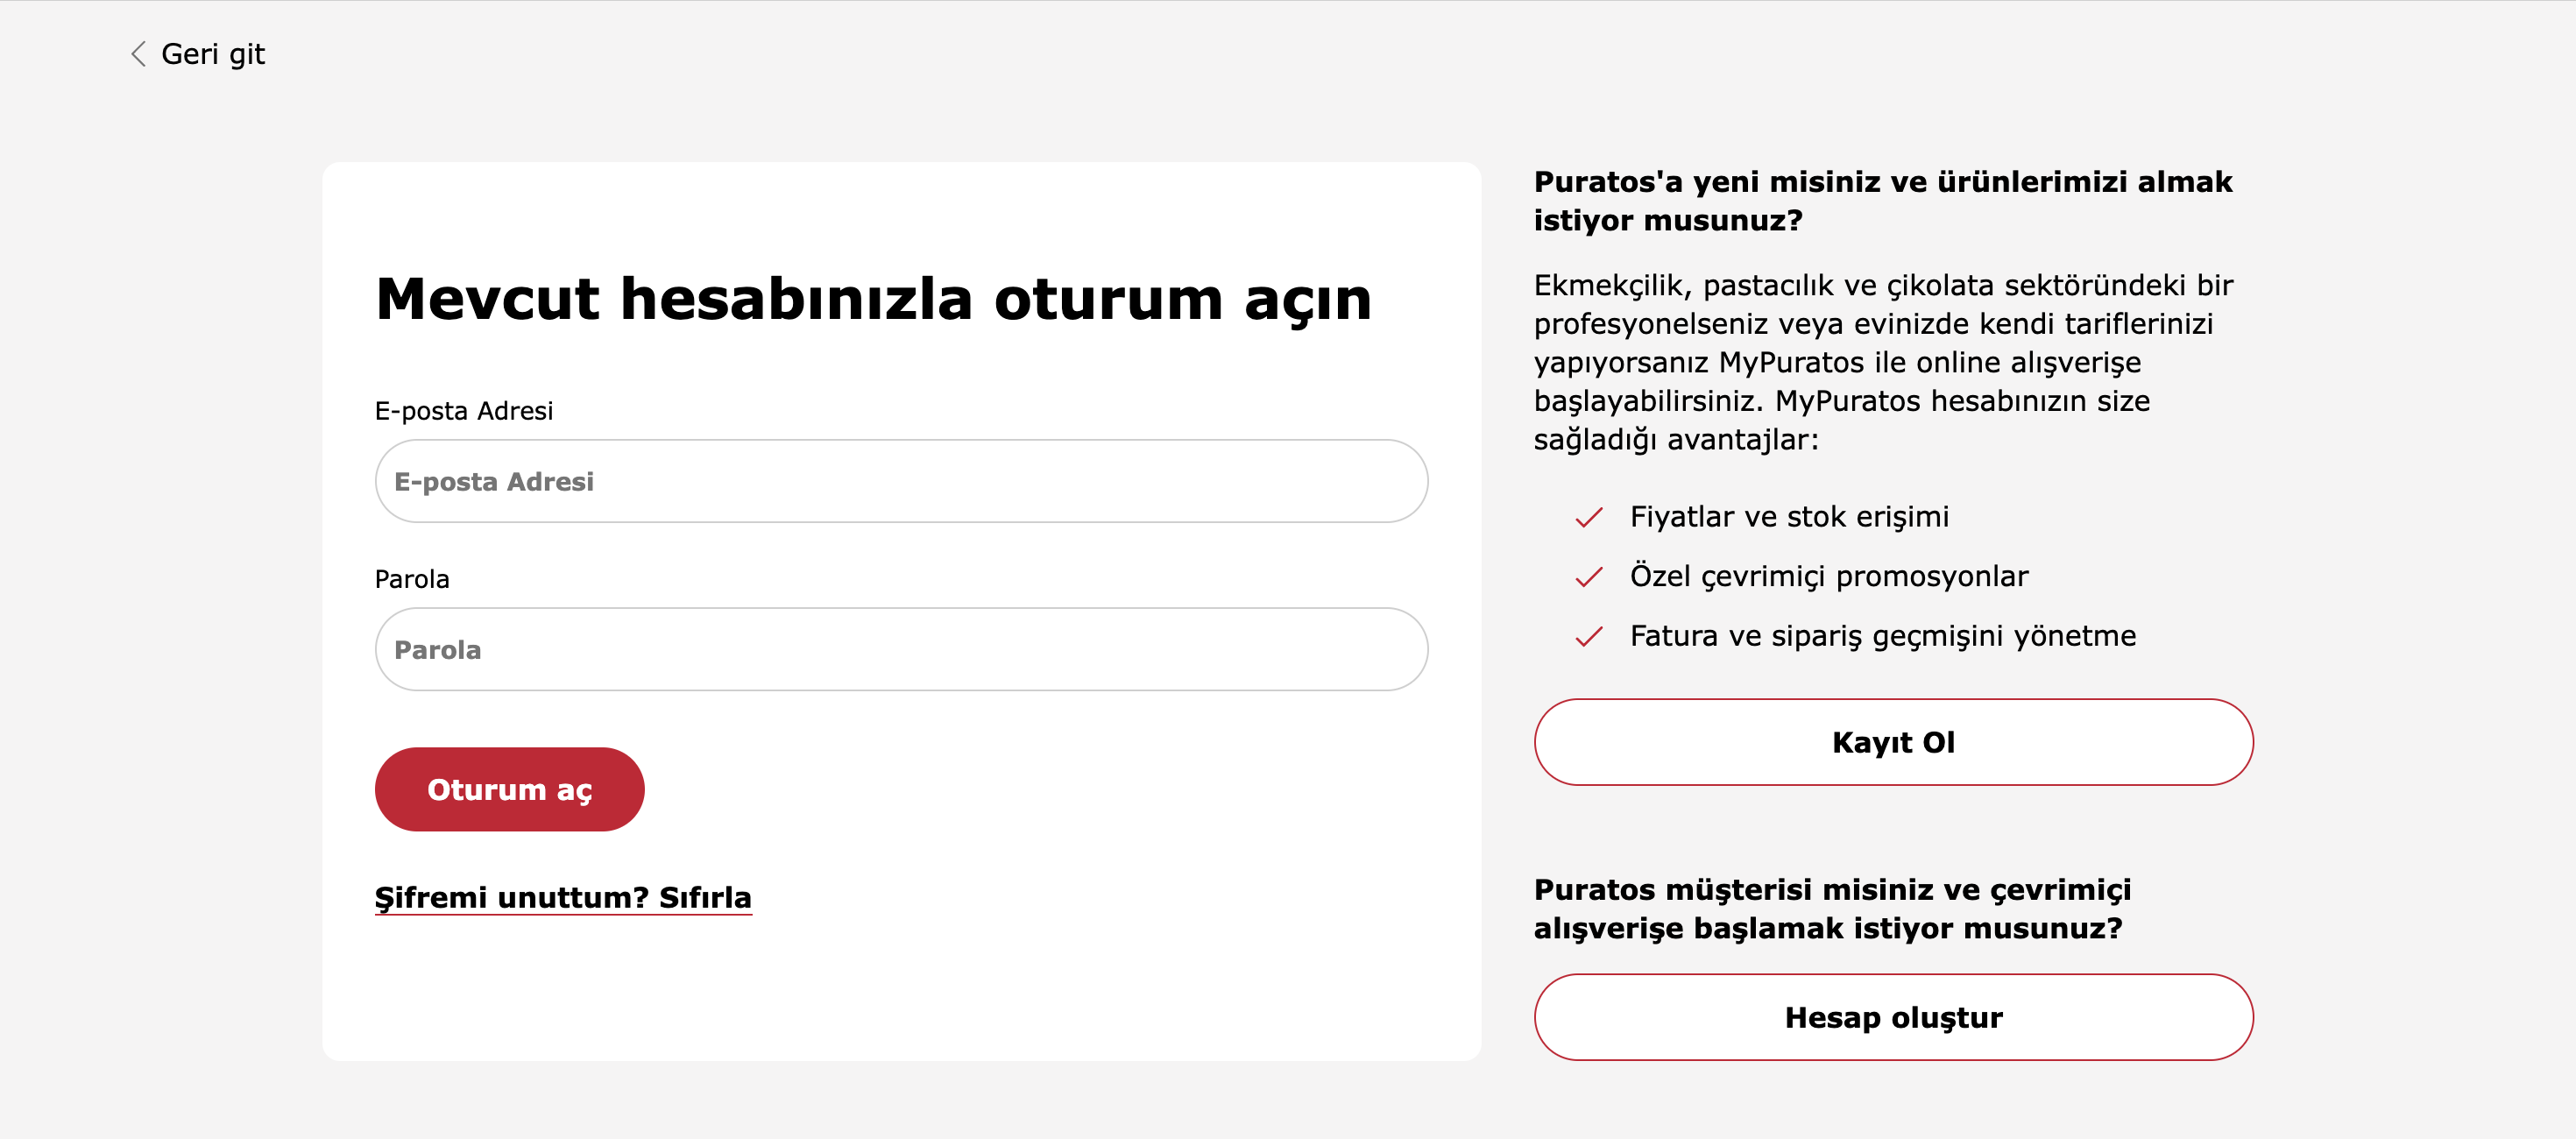 Geri git
Mevcut hesabınızla oturum açın
E-posta Adresi
E-posta Adresi
Parola
Parola
Oturum aç
Şifremi unuttum? Sıfırla
Puratos'a yeni misiniz ve ürünlerimizi almak
istiyor musunuz?
Ekmekçilik, pastacılık ve çikolata sektöründeki bir
profesyonelseniz veya evinizde kendi tariflerinizi
yapıyorsanız MyPuratos ile online alışverişe
başlayabilirsiniz. MyPuratos hesabınızın size
sağladığı avantajlar:
Fiyatlar ve stok erişimi
Özel çevrimiçi promosyonlar
Fatura ve sipariş geçmişini yönetme
Kayıt Ol
Puratos müşterisi misiniz ve çevrimiçi
alışverişe başlamak istiyor musunuz?
Hesap oluştur